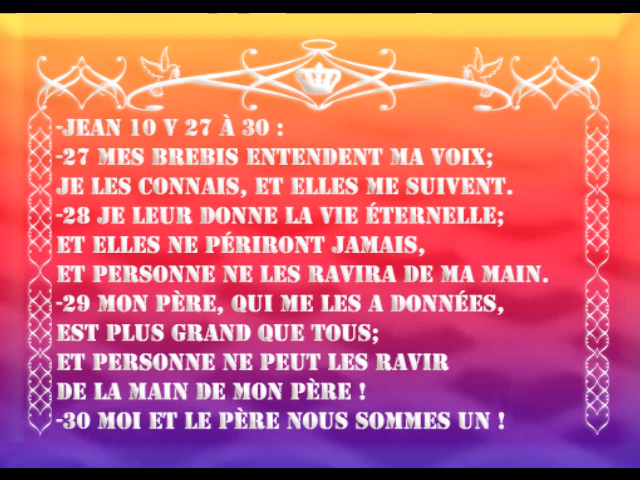 -JEAN 10 V 27 À 30 :
-27 MES BREBIS ENTENDENT MA VOIX;
JE LES CONNAIS, ET ELLES ME SUIVENT.
-28 JE LEUR DONNE LA VIE ÉTERNELLE;
ET ELLES NE PÉRIRONT JAMAIS,
ET PERSONNE NE LES RAVIRA DE MA MAIN.
-29 MON PÈRE, QUI ME LES A DONNÉES,
EST PLUS GRAND QUE TOUS;
ET PERSONNE NE PEUT LES RAVIR
DE LA MAIN DE MON PÈRE !
-30 MOI ET LE PÈRE NOUS SOMMES UN !